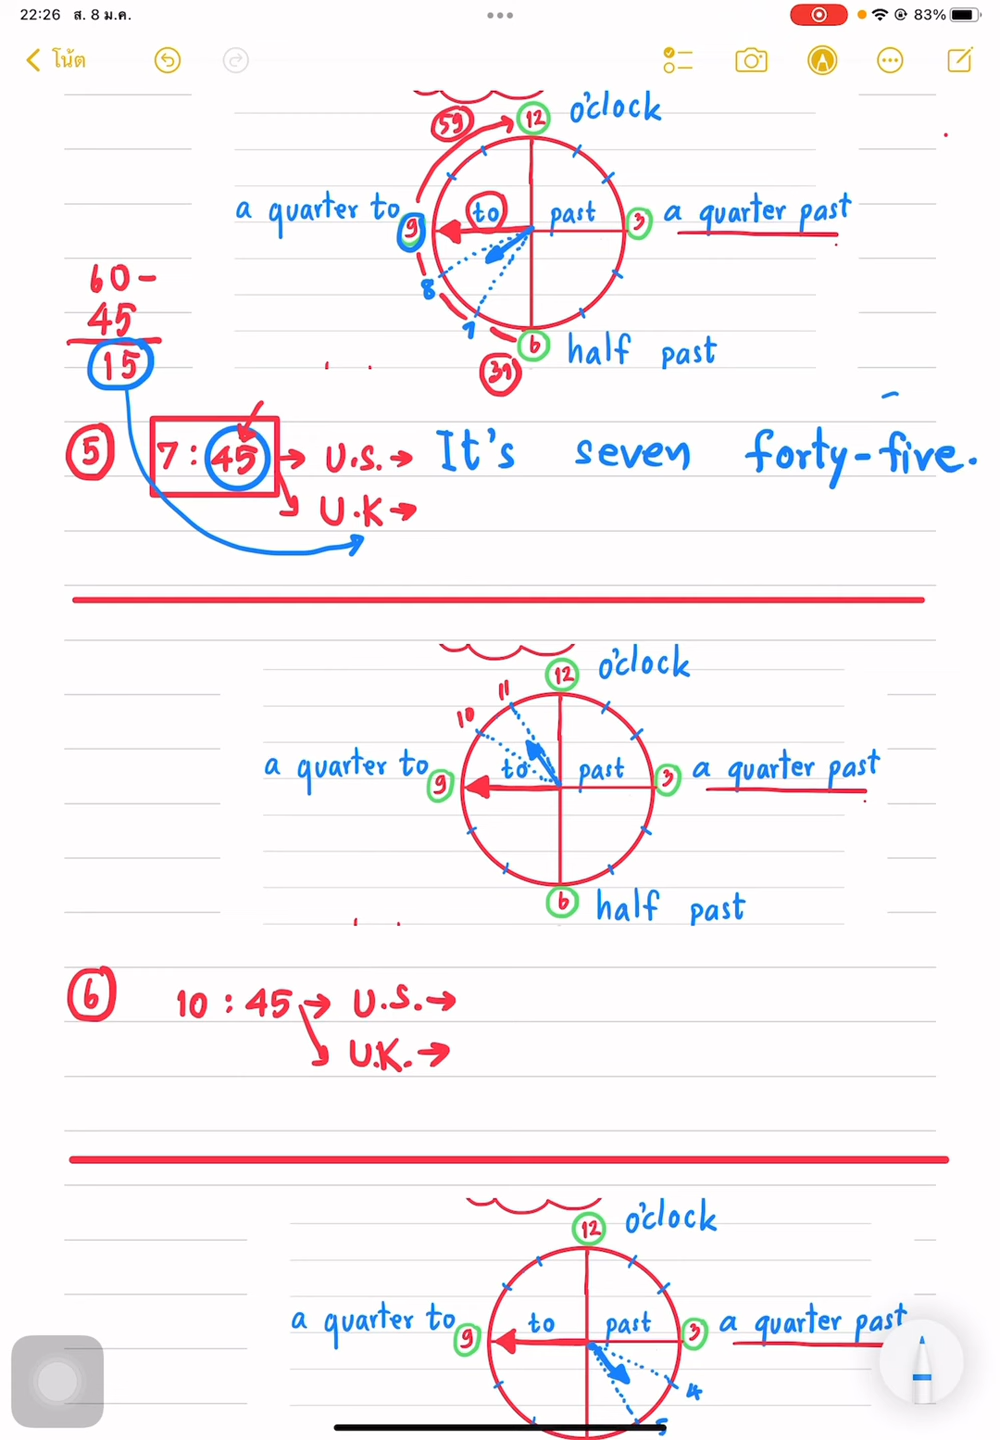 22:26 ส. 8 ม.ค.
83%
โน้ต
59
12 o'clock
a quarter to 9 to past 3 a quarter past
8
7
31
6 half past
60-
45
15
5 7:45 → U.S. → It's seven forty-five.
U.K →
12 o'clock
11
10
a quarter to 9 to past 3 a quarter past
6 half past
6 10:45 → U.S. →
U.K. →
12 o'clock
a quarter to 9 to past 3 a quarter past
4
5